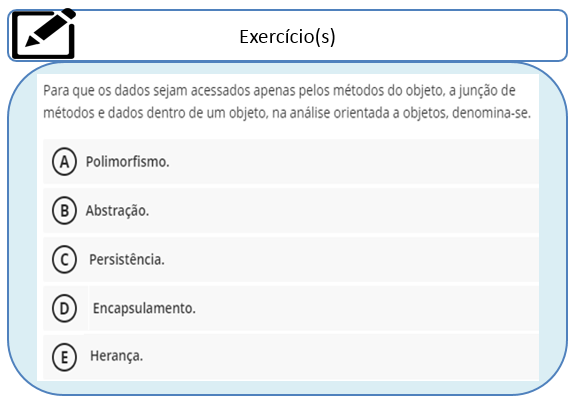 Exercício(s)
Para que os dados sejam acessados apenas pelos métodos do objeto, a junção de
métodos e dados dentro de um objeto, na análise orientada a objetos, denomina-se.
A Polimorfismo.
B Abstração.
C Persistência.
D Encapsulamento.
E Herança.